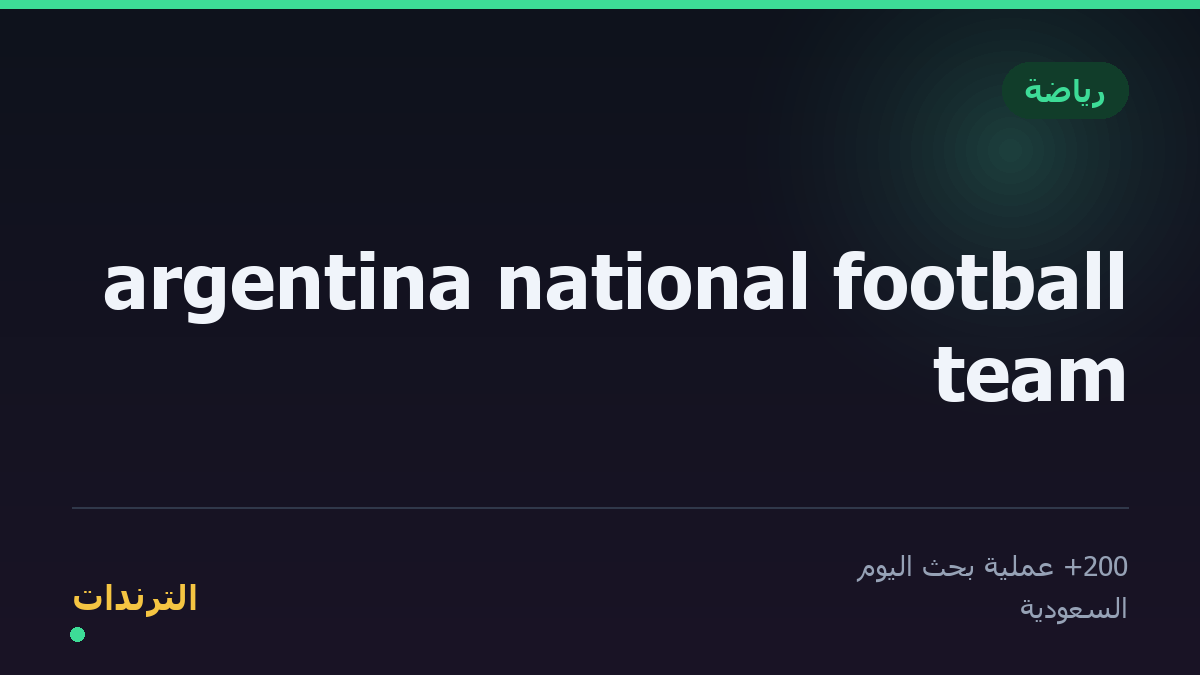 رياضة
argentina national football
team
200+ عملية بحث اليوم
السعودية
الترندات